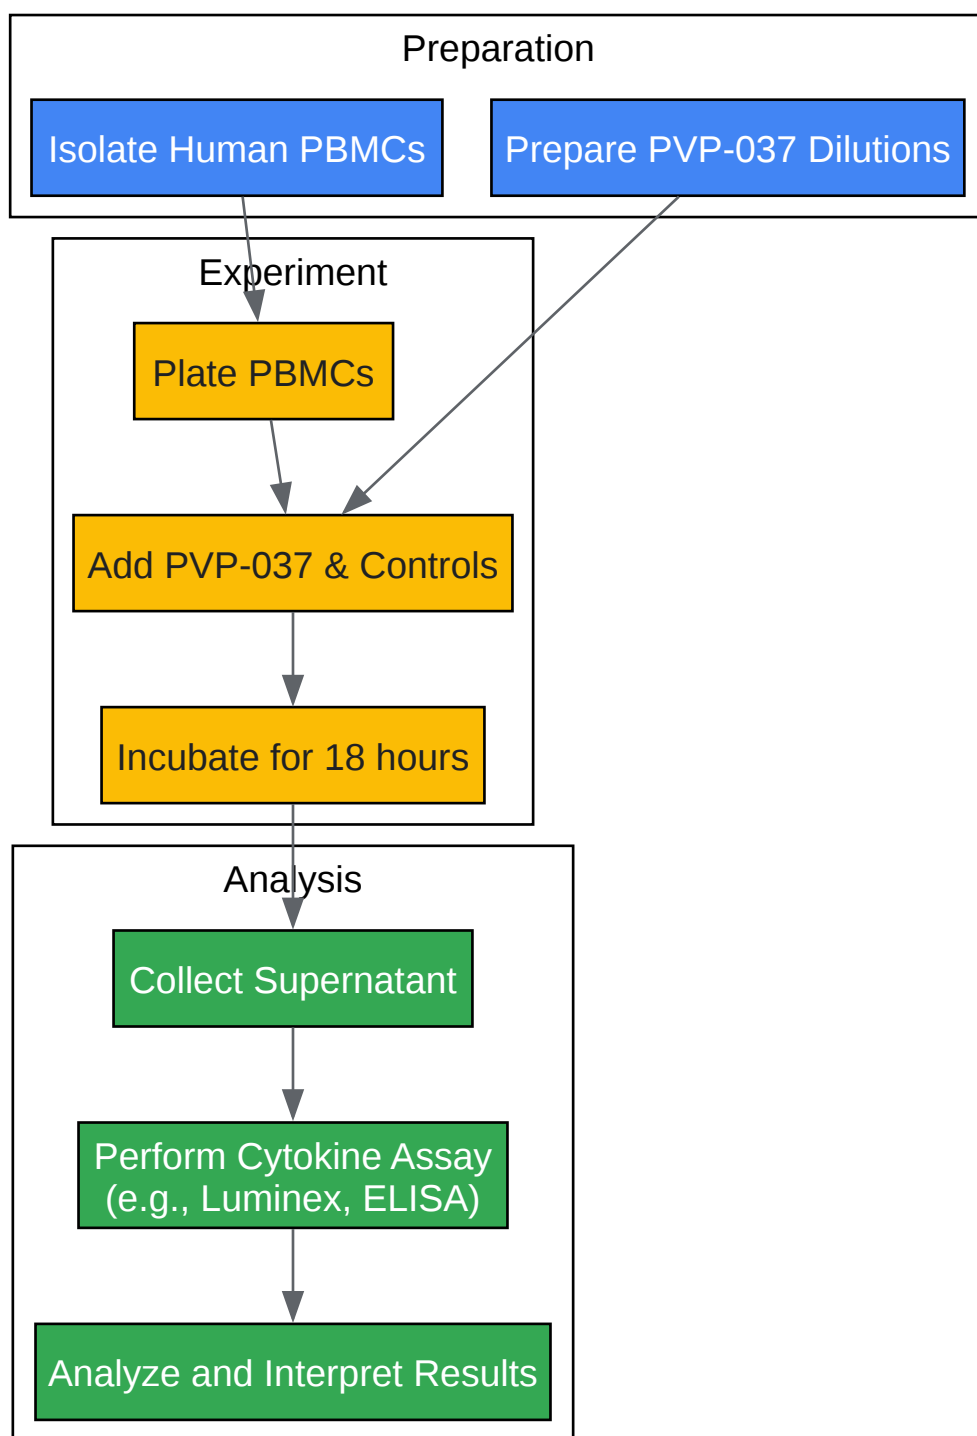 Preparation
Isolate Human PBMCs
Prepare PVP-037 Dilutions
Experiment
Plate PBMCs
Add PVP-037 & Controls
Incubate for 18 hours
Analysis
Collect Supernatant
Perform Cytokine Assay
(e.g., Luminex, ELISA)
Analyze and Interpret Results